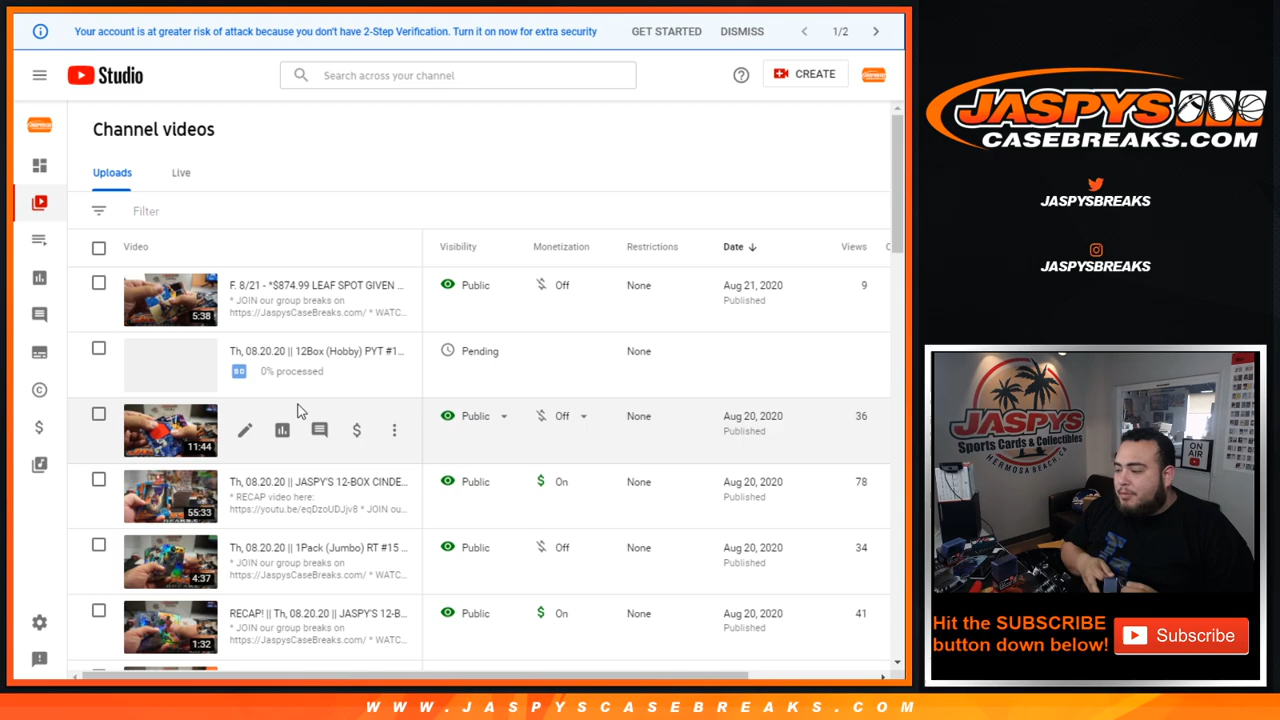 Your account is at greater risk of attack because you don't have 2-Step Verification. Turn it on now for extra security
GET STARTED
DISMISS
1/2
Studio
Search across your channel
CREATE
Channel videos
Uploads
Live
Filter
Video
Visibility
Monetization
Restrictions
Date
Views
F. 8/21 - *$874.99 LEAF SPOT GIVEN ...
* JOIN our group breaks on
https://JaspysCaseBreaks.com/ * WATC...
5:38
Public
Off
None
Aug 21, 2020
Published
9
Th, 08.20.20 || 12Box (Hobby) PYT #1...
0% processed
Pending
None
11:44
Public
Off
None
Aug 20, 2020
Published
36
Th, 08.20.20 || JASPY'S 12-BOX CINDE...
* RECAP video here:
https://youtu.be/eqDzoUDJjv8 * JOIN ou...
55:33
Public
On
None
Aug 20, 2020
Published
78
Th, 08.20.20 || 1Pack (Jumbo) RT #15 ...
* JOIN our group breaks on
https://JaspysCaseBreaks.com/ * WATC...
4:37
Public
Off
None
Aug 20, 2020
Published
34
RECAP! || Th, 08.20.20 || JASPY'S 12-B...
* JOIN our group breaks on
https://JaspysCaseBreaks.com/ * WATC...
1:32
Public
On
None
Aug 20, 2020
Published
41
JASPYS
CASEBREAKS.COM
JASPYSBREAKS
JASPYSBREAKS
JASPYS
Sports Cards & Collectibles
HERMOSA BEACH, CA
ON AIR
Hit the SUBSCRIBE
button down below!
Subscribe
WWW.JASPYSCASEBREAKS.COM